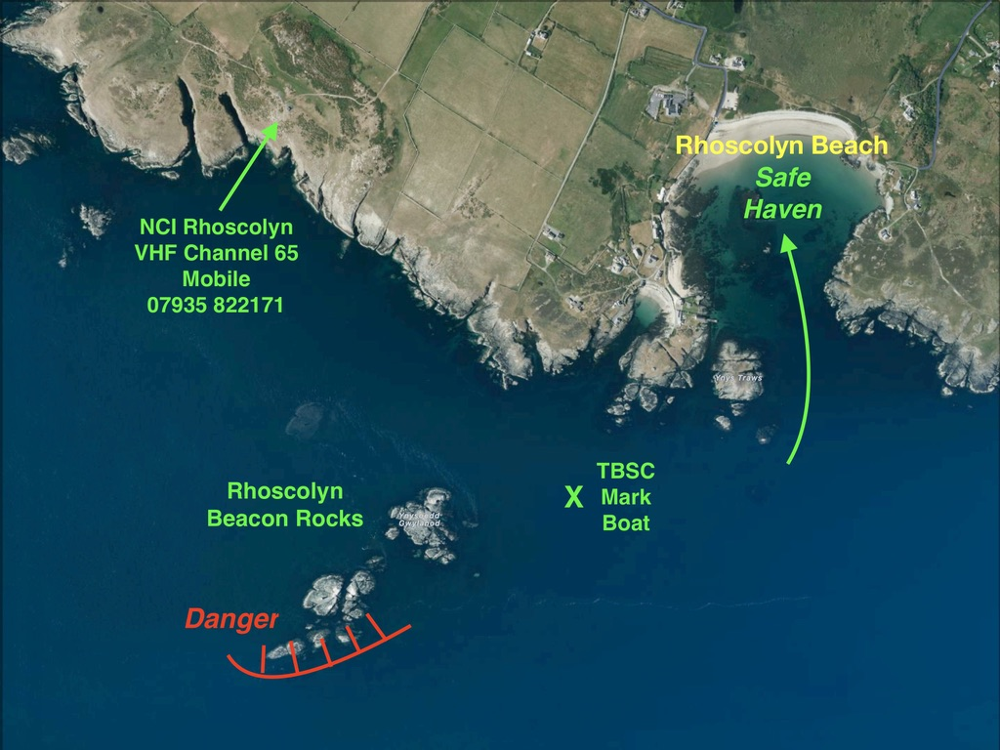 Rhoscolyn Beach
Safe
Haven
NCI Rhoscolyn
VHF Channel 65
Mobile
07935 822171
Ynys Traws
TBSC
X Mark
Boat
Rhoscolyn
Beacon Rocks
Gwylanod
Danger